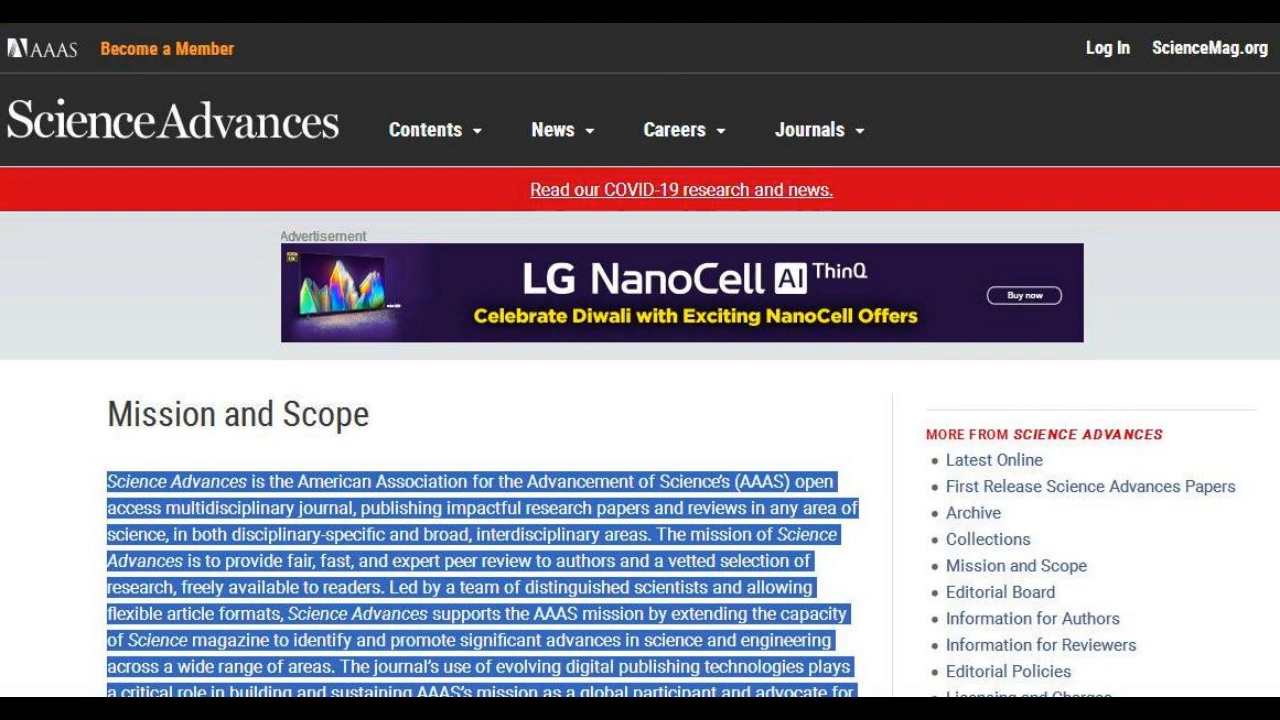 AAAS Become a Member Log In ScienceMag.org
ScienceAdvances Contents News Careers Journals
Read our COVID-19 research and news.
Advertisement
LG NanoCell AI ThinQ
Celebrate Diwali with Exciting NanoCell Offers
Buy now
Mission and Scope
Science Advances is the American Association for the Advancement of Science's (AAAS) open
access multidisciplinary journal, publishing impactful research papers and reviews in any area of
science, in both disciplinary-specific and broad, interdisciplinary areas. The mission of Science
Advances is to provide fair, fast, and expert peer review to authors and a vetted selection of
research, freely available to readers. Led by a team of distinguished scientists and allowing
flexible article formats, Science Advances supports the AAAS mission by extending the capacity
of Science magazine to identify and promote significant advances in science and engineering
across a wide range of areas. The journal's use of evolving digital publishing technologies plays
a critical role in building and sustaining AAAS's mission as a global participant and advocate for
MORE FROM SCIENCE ADVANCES
Latest Online
First Release Science Advances Papers
Archive
Collections
Mission and Scope
Editorial Board
Information for Authors
Information for Reviewers
Editorial Policies
Licensing and Charges